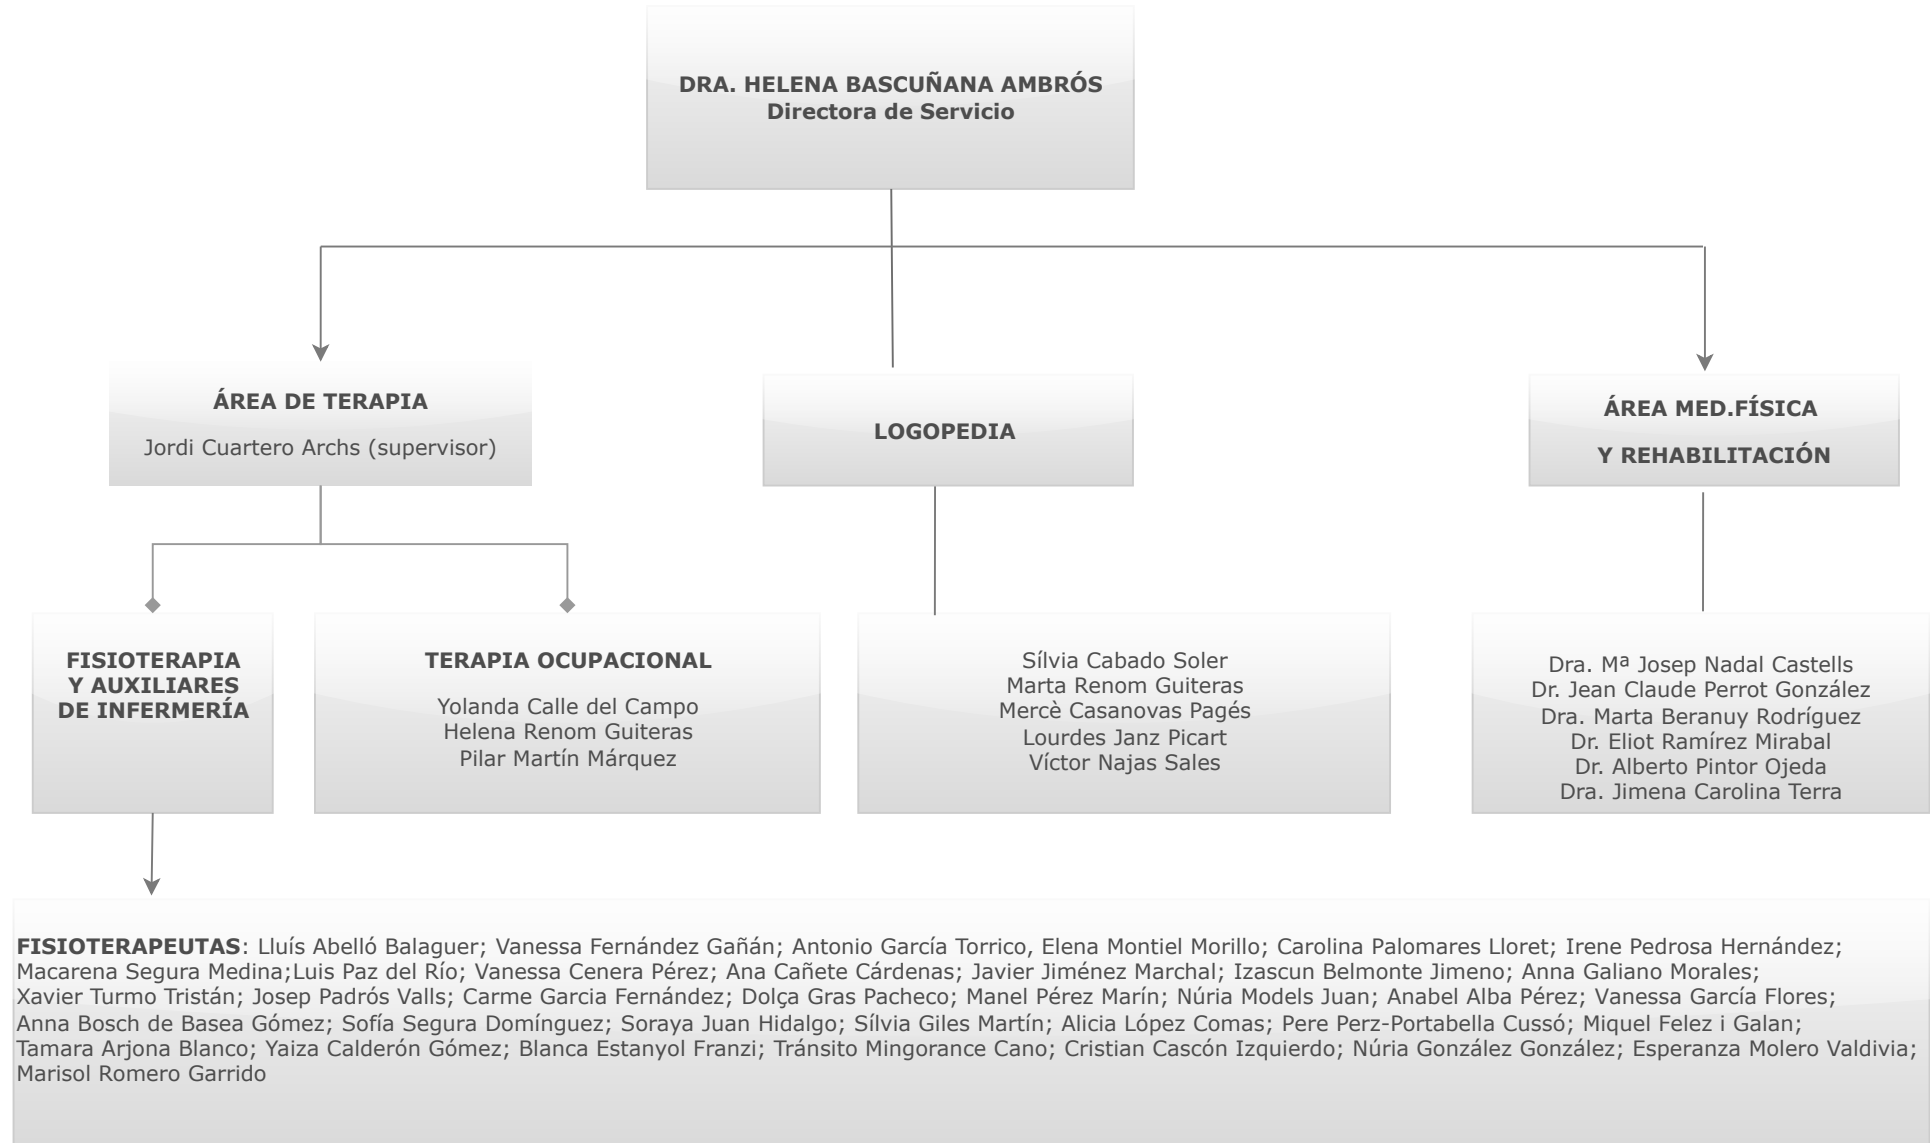 DRA. HELENA BASCUÑANA AMBRÓS
Directora de Servicio
ÁREA DE TERAPIA
Jordi Cuartero Archs (supervisor)
LOGOPEDIA
ÁREA MED.FÍSICA
Y REHABILITACIÓN
FISIOTERAPIA
Y AUXILIARES
DE INFERMERÍA
TERAPIA OCUPACIONAL
Yolanda Calle del Campo
Helena Renom Guiteras
Pilar Martín Márquez
Sílvia Cabado Soler
Marta Renom Guiteras
Mercè Casanovas Pagés
Lourdes Janz Picart
Víctor Najas Sales
Dra. Mª Josep Nadal Castells
Dr. Jean Claude Perrot González
Dra. Marta Beranuy Rodríguez
Dr. Eliot Ramírez Mirabal
Dr. Alberto Pintor Ojeda
Dra. Jimena Carolina Terra
FISIOTERAPEUTAS: Lluís Abelló Balaguer; Vanessa Fernández Gañán; Antonio García Torrico, Elena Montiel Morillo; Carolina Palomares Lloret; Irene Pedrosa Hernández;
Macarena Segura Medina;Luis Paz del Río; Vanessa Cenera Pérez; Ana Cañete Cárdenas; Javier Jiménez Marchal; Izascun Belmonte Jimeno; Anna Galiano Morales;
Xavier Turmo Tristán; Josep Padrós Valls; Carme Garcia Fernández; Dolça Gras Pacheco; Manel Pérez Marín; Núria Models Juan; Anabel Alba Pérez; Vanessa García Flores;
Anna Bosch de Basea Gómez; Sofía Segura Domínguez; Soraya Juan Hidalgo; Sílvia Giles Martín; Alicia López Comas; Pere Perz-Portabella Cussó; Miquel Felez i Galan;
Tamara Arjona Blanco; Yaiza Calderón Gómez; Blanca Estanyol Franzi; Tránsito Mingorance Cano; Cristian Cascón Izquierdo; Núria González González; Esperanza Molero Valdivia;
Marisol Romero Garrido